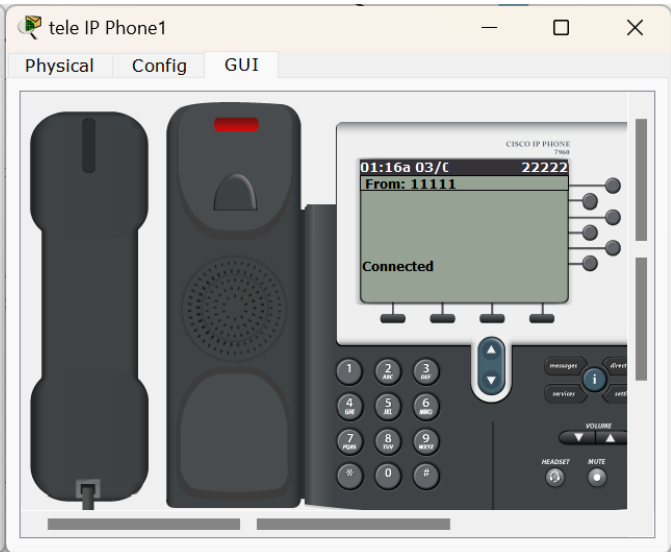 tele IP Phone1
Physical Config GUI
CISCO IP PHONE
7960
01:16a 03/0 22222
From: 11111
Connected
1 2 3
ABC DEF
4 5 6
GHI JKL MNO
7 8 9
PQRS TUV WXYZ
* 0 #
messages direct
i
services setti
VOLUME
HEADSET MUTE